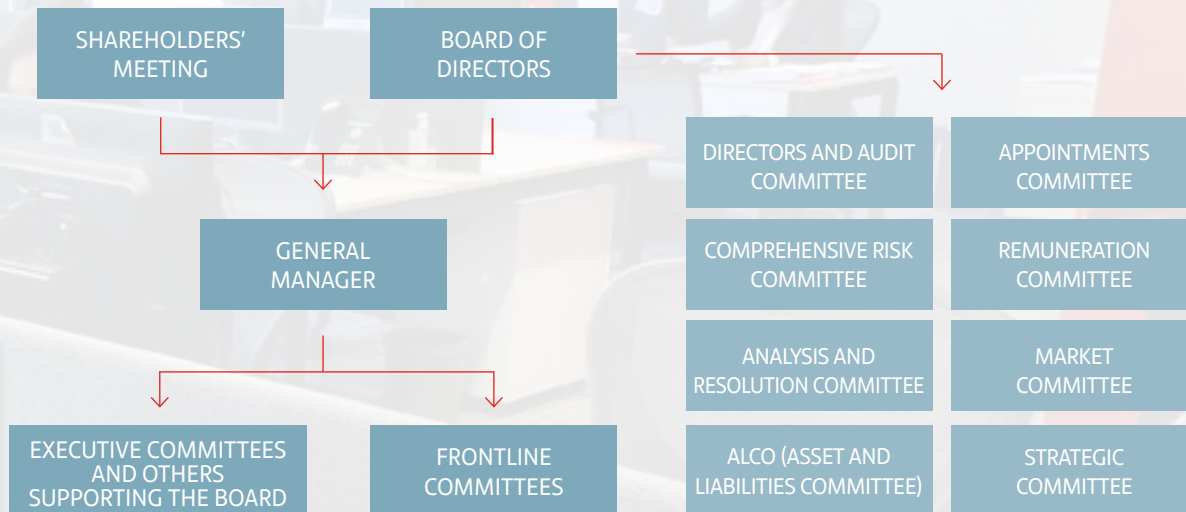 SHAREHOLDERS’
MEETING
BOARD OF
DIRECTORS
GENERAL
MANAGER
EXECUTIVE COMMITTEES
AND OTHERS
SUPPORTING THE BOARD
FRONTLINE
COMMITTEES
DIRECTORS AND AUDIT
COMMITTEE
APPOINTMENTS
COMMITTEE
COMPREHENSIVE RISK
COMMITTEE
REMUNERATION
COMMITTEE
ANALYSIS AND
RESOLUTION COMMITTEE
MARKET
COMMITTEE
ALCO (ASSET AND
LIABILITIES COMMITTEE)
STRATEGIC
COMMITTEE